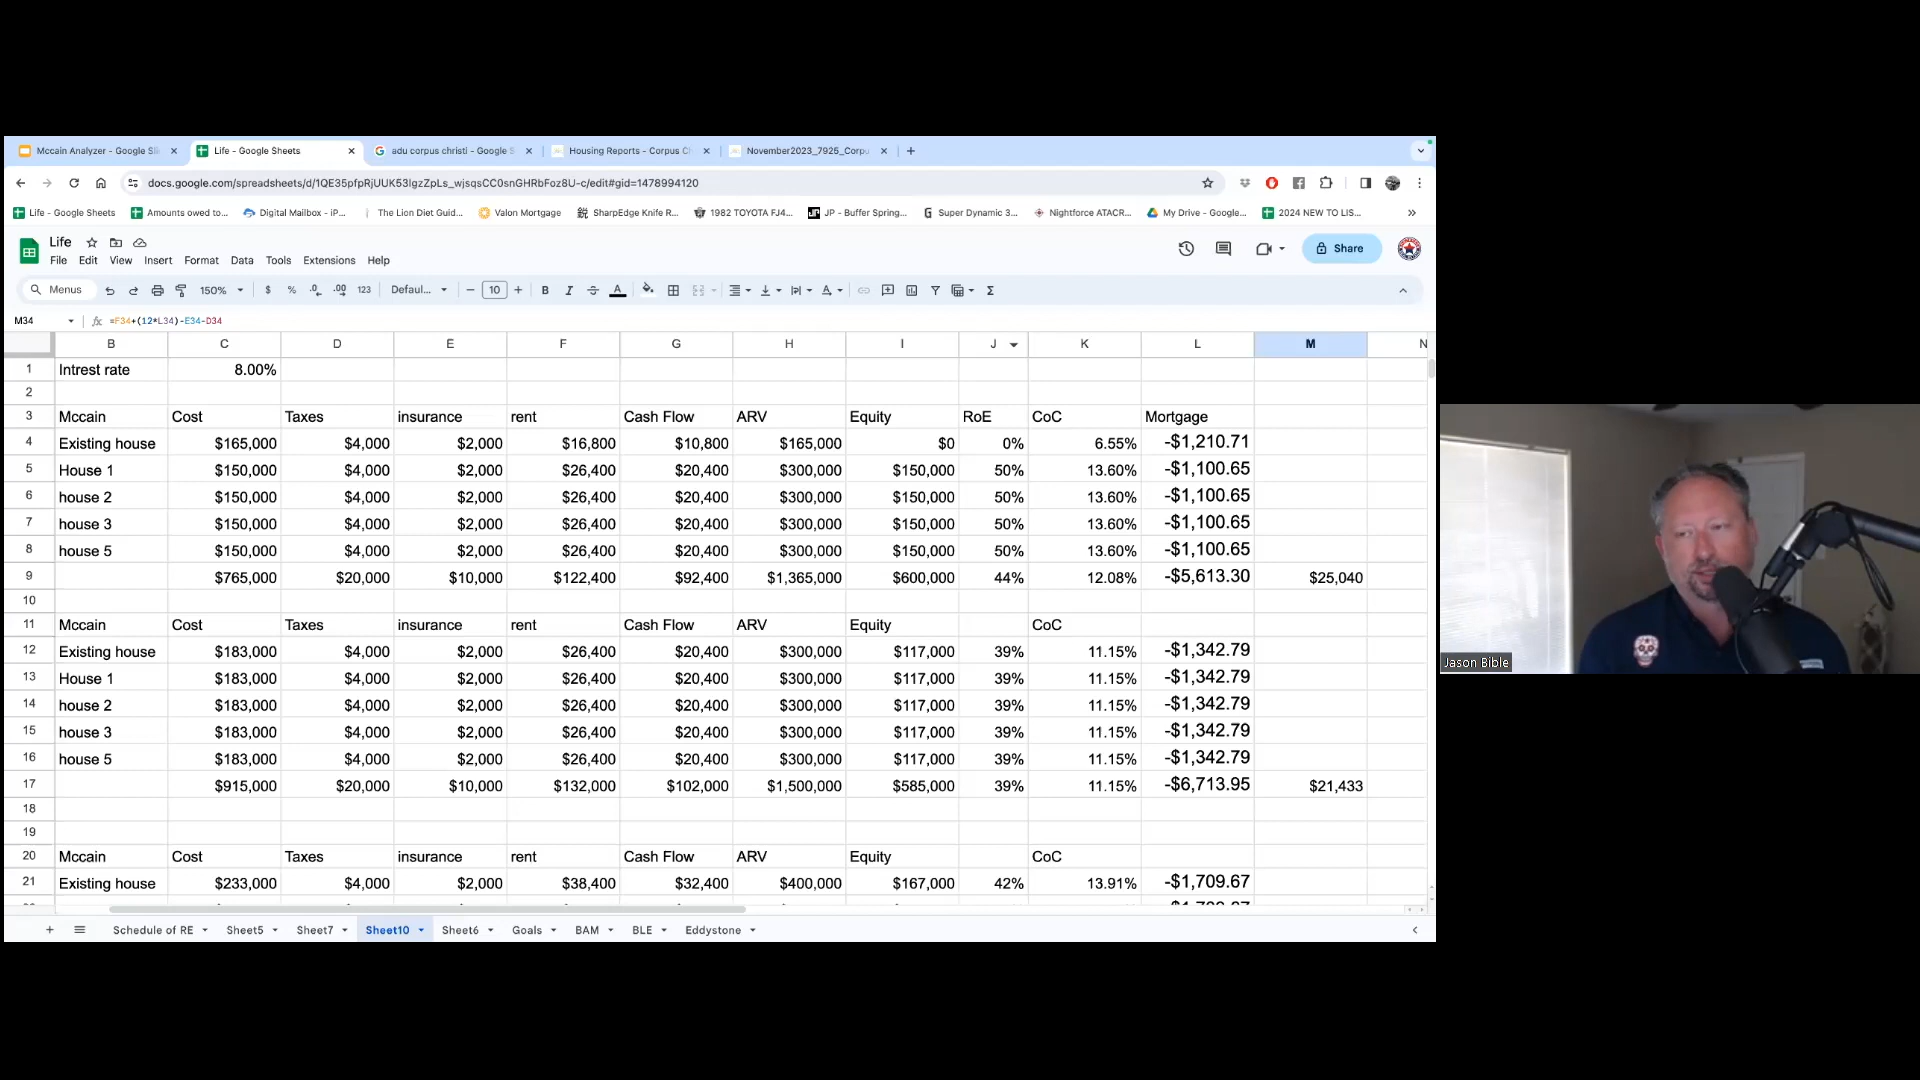 Mccain Analyzer - Google Sli
Life - Google Sheets
adu corpus christi - Google S
Housing Reports - Corpus Ch
November2023_7925_Corpu
docs.google.com/spreadsheets/d/1QE35pfpRjUUK53IgzZpLs_wjsqsCC0snGHRbFoz8U-c/edit#gid=1478994120
Life - Google Sheets Amounts owed to... Digital Mailbox - iP... The Lion Diet Guid... Valon Mortgage SharpEdge Knife R... 1982 TOYOTA FJ4... JP - Buffer Spring... Super Dynamic 3... Nightforce ATACR... My Drive - Google... 2024 NEW TO LIS...
Life
Share
File Edit View Insert Format Data Tools Extensions Help
Menus 150% $ % .0 .00 123 Defaul... 10 B I A
M34 fx =F34+(12*L34)-E34-D34
B C D E F G H I J K L M N
1 Intrest rate 8.00%
2
3 Mccain Cost Taxes insurance rent Cash Flow ARV Equity RoE CoC Mortgage
4 Existing house $165,000 $4,000 $2,000 $16,800 $10,800 $165,000 $0 0% 6.55% -$1,210.71
5 House 1 $150,000 $4,000 $2,000 $26,400 $20,400 $300,000 $150,000 50% 13.60% -$1,100.65
6 house 2 $150,000 $4,000 $2,000 $26,400 $20,400 $300,000 $150,000 50% 13.60% -$1,100.65
7 house 3 $150,000 $4,000 $2,000 $26,400 $20,400 $300,000 $150,000 50% 13.60% -$1,100.65
8 house 5 $150,000 $4,000 $2,000 $26,400 $20,400 $300,000 $150,000 50% 13.60% -$1,100.65
9 $765,000 $20,000 $10,000 $122,400 $92,400 $1,365,000 $600,000 44% 12.08% -$5,613.30 $25,040
10
11 Mccain Cost Taxes insurance rent Cash Flow ARV Equity CoC
12 Existing house $183,000 $4,000 $2,000 $26,400 $20,400 $300,000 $117,000 39% 11.15% -$1,342.79
13 House 1 $183,000 $4,000 $2,000 $26,400 $20,400 $300,000 $117,000 39% 11.15% -$1,342.79
14 house 2 $183,000 $4,000 $2,000 $26,400 $20,400 $300,000 $117,000 39% 11.15% -$1,342.79
15 house 3 $183,000 $4,000 $2,000 $26,400 $20,400 $300,000 $117,000 39% 11.15% -$1,342.79
16 house 5 $183,000 $4,000 $2,000 $26,400 $20,400 $300,000 $117,000 39% 11.15% -$1,342.79
17 $915,000 $20,000 $10,000 $132,000 $102,000 $1,500,000 $585,000 39% 11.15% -$6,713.95 $21,433
18
19
20 Mccain Cost Taxes insurance rent Cash Flow ARV Equity CoC
21 Existing house $233,000 $4,000 $2,000 $38,400 $32,400 $400,000 $167,000 42% 13.91% -$1,709.67
Schedule of RE Sheet5 Sheet7 Sheet10 Sheet6 Goals BAM BLE Eddystone
Jason Bible